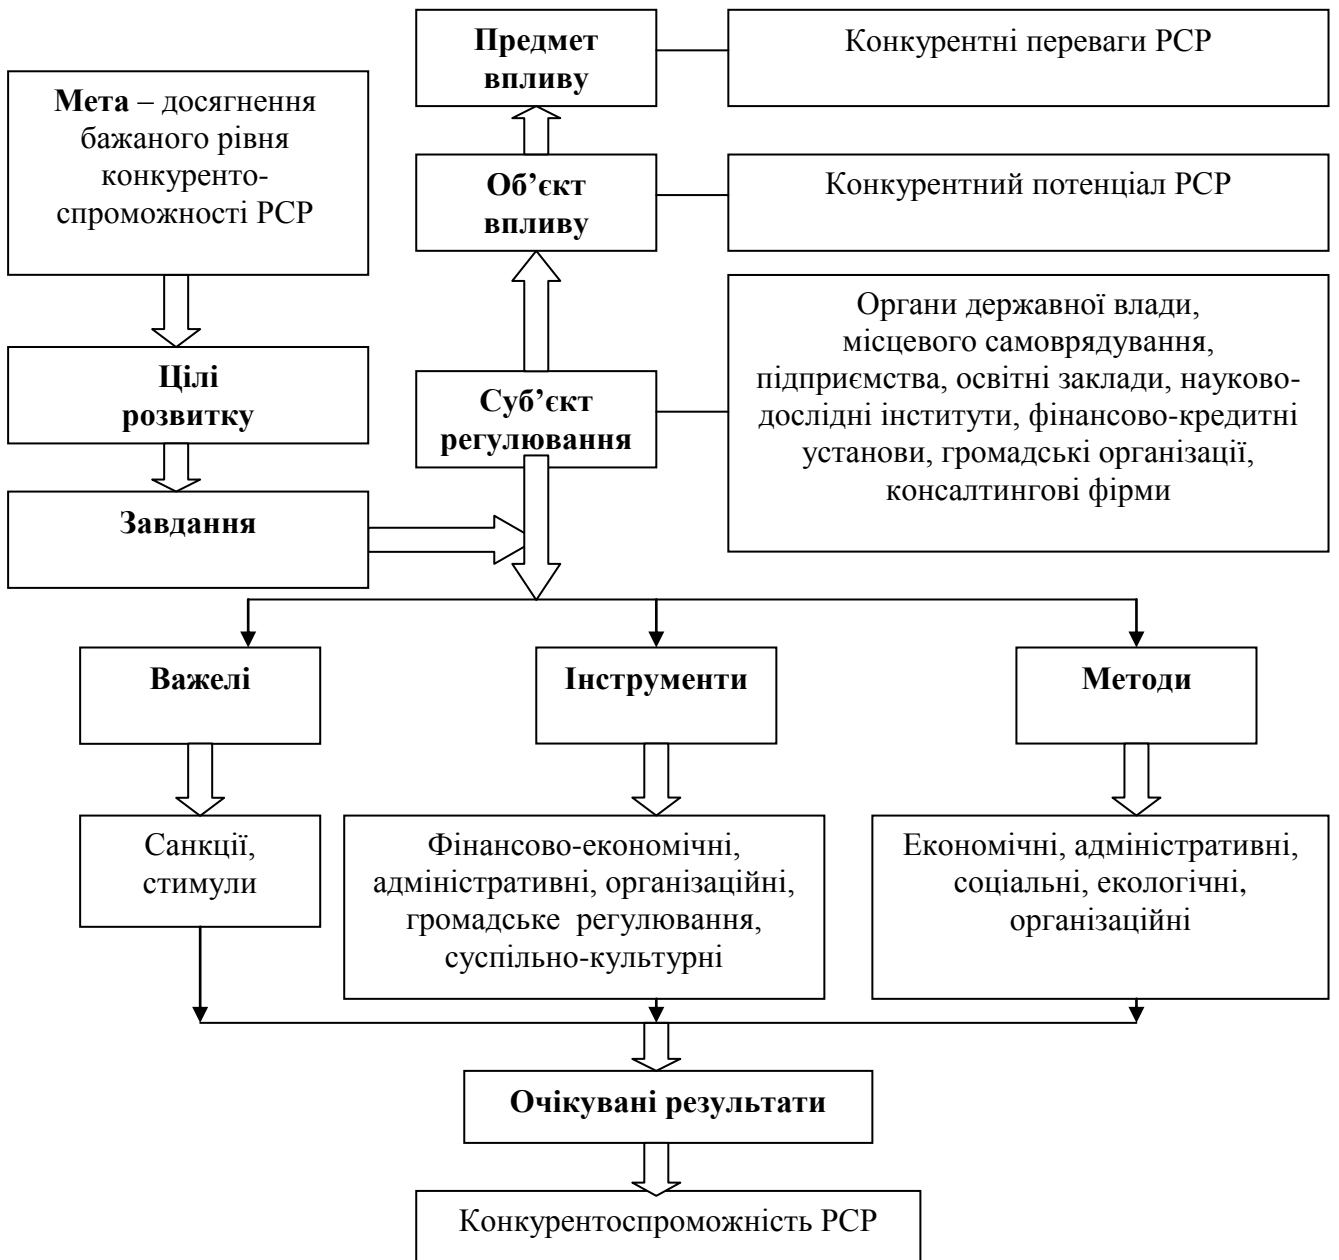 Предмет
впливу
Конкурентні переваги РСР
Мета – досягнення
бажаного рівня
конкуренто-
спроможності РСР
Об’єкт
впливу
Конкурентний потенціал РСР
Цілі
розвитку
Суб’єкт
регулювання
Органи державної влади,
місцевого самоврядування,
підприємства, освітні заклади, науково-
дослідні інститути, фінансово-кредитні
установи, громадські організації,
консалтингові фірми
Завдання
Важелі
Інструменти
Методи
Санкції,
стимули
Фінансово-економічні,
адміністративні, організаційні,
громадське регулювання,
суспільно-культурні
Економічні, адміністративні,
соціальні, екологічні,
організаційні
Очікувані результати
Конкурентоспроможність РСР